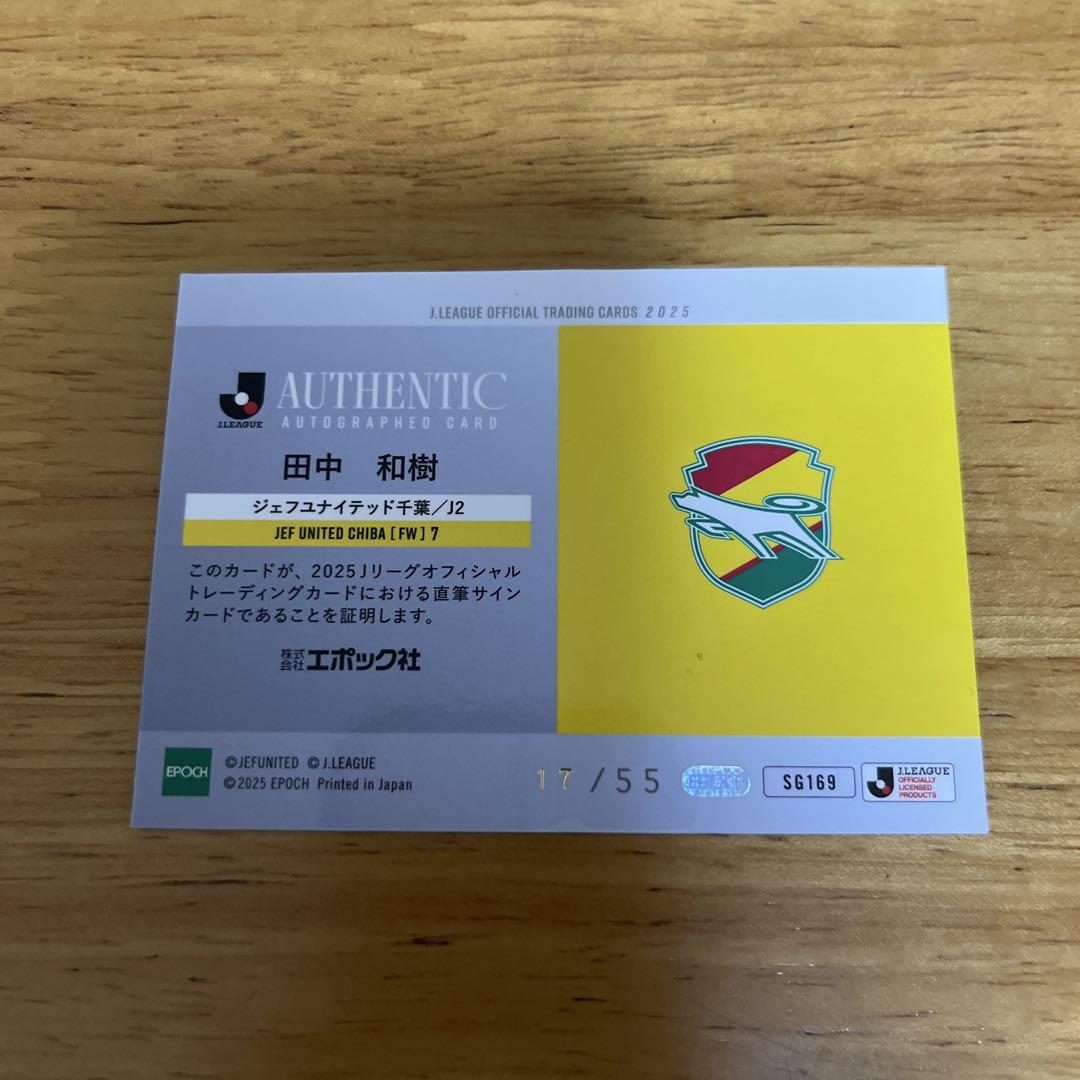 J.LEAGUE OFFICIAL TRADING CARDS 2025
J.LEAGUE
AUTHENTIC
AUTOGRAPHED CARD
田中 和樹
ジェフユナイテッド千葉／J2
JEF UNITED CHIBA [FW] 7
このカードが、2025Jリーグオフィシャル
トレーディングカードにおける直筆サイン
カードであることを証明します。
株式会社エポック社
EPOCH
©JEFUNITED ©J.LEAGUE
©2025 EPOCH Printed in Japan
17/55
SG169
J.LEAGUE
OFFICIALLY
LICENSED
PRODUCTS